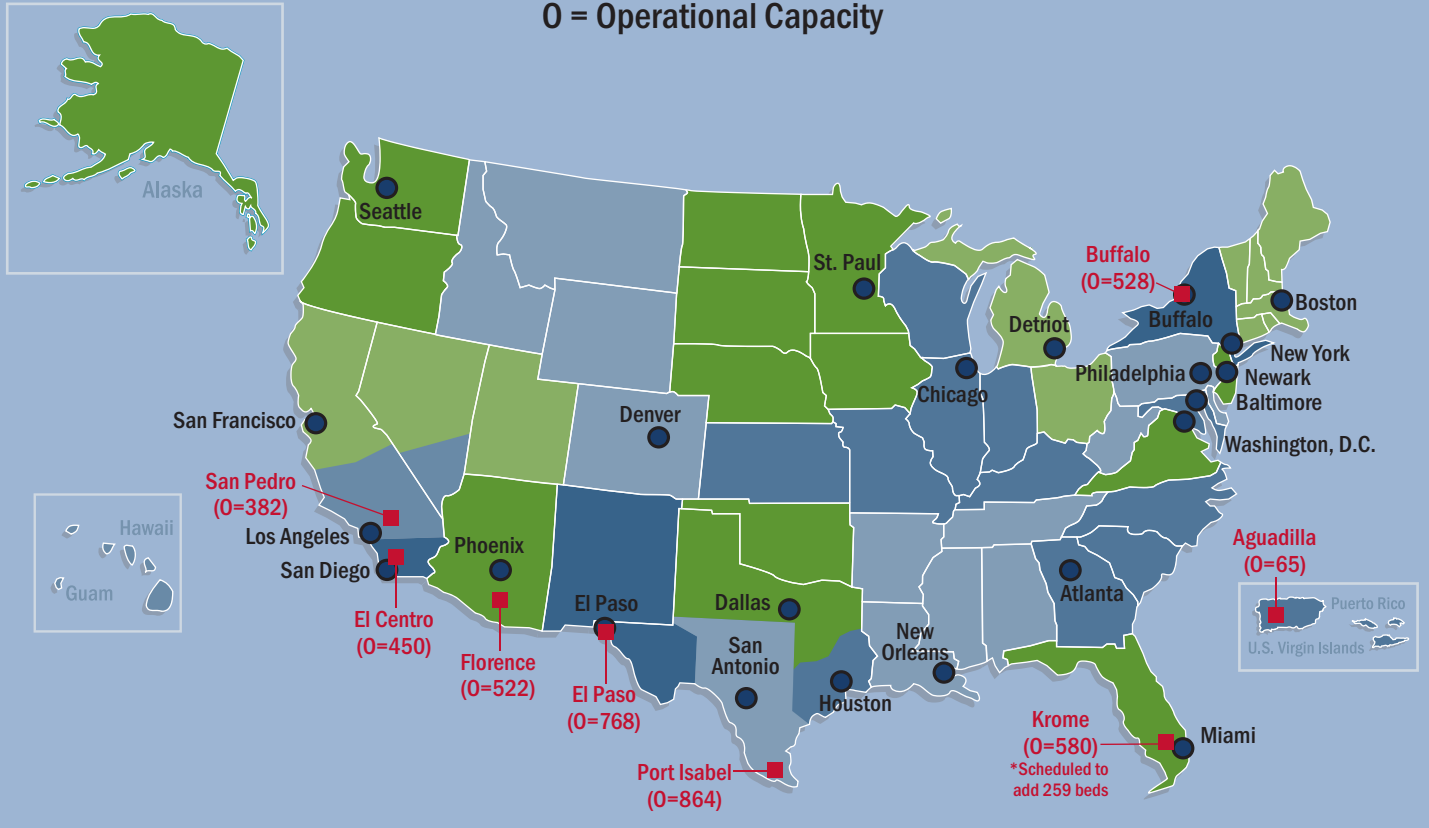 O = Operational Capacity
Alaska
Seattle
St. Paul
Buffalo
(O=528)
Buffalo
Boston
Detriot
New York
Philadelphia
Newark
Chicago
Baltimore
San Francisco
Denver
Washington, D.C.
San Pedro
(O=382)
Hawaii
Guam
Los Angeles
San Diego
Phoenix
Aguadilla
(O=65)
Puerto Rico
U.S. Virgin Islands
El Centro
(O=450)
Florence
(O=522)
El Paso
El Paso
(O=768)
Dallas
San
Antonio
Houston
New
Orleans
Atlanta
Port Isabel
(O=864)
Krome
(O=580)
*Scheduled to
add 259 beds
Miami